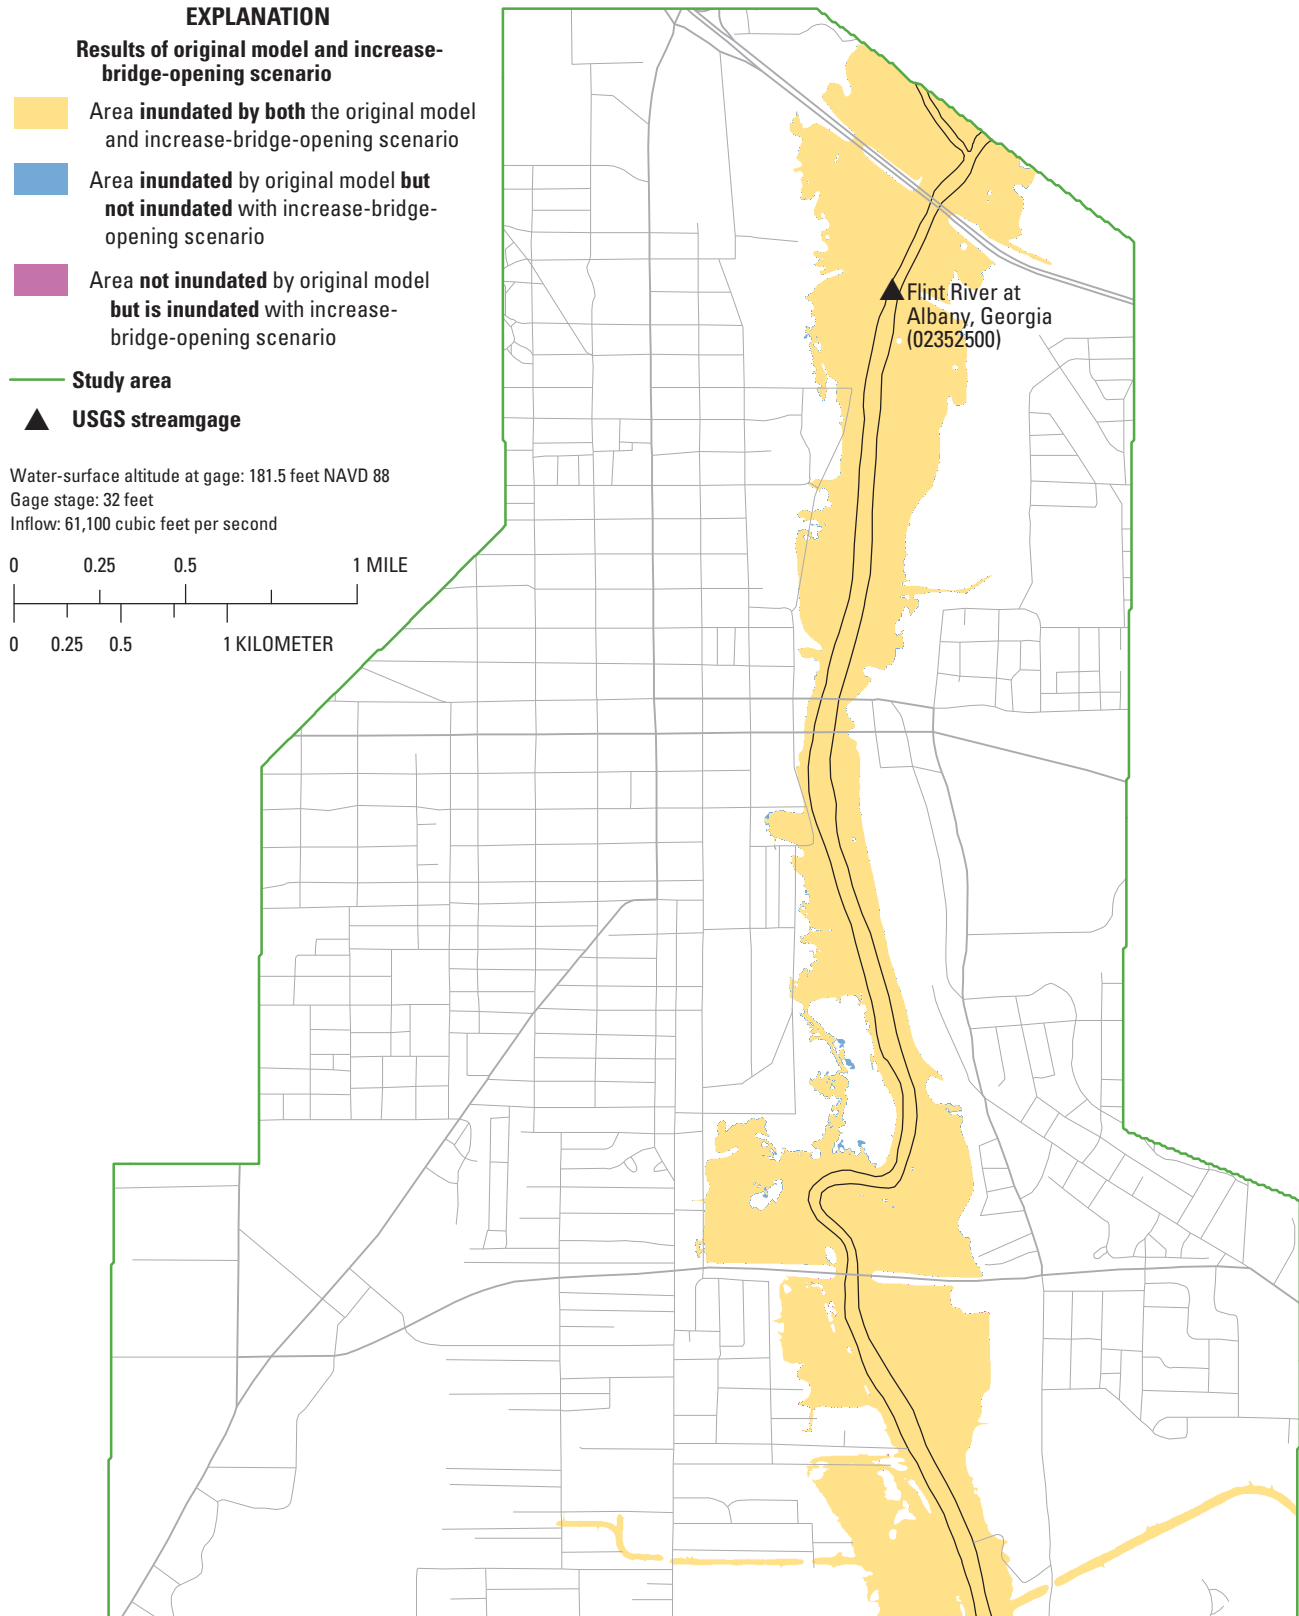 EXPLANATION
Results of original model and increase-
bridge-opening scenario
Area inundated by both the original model
and increase-bridge-opening scenario
Area inundated by original model but
not inundated with increase-bridge-
opening scenario
Area not inundated by original model
but is inundated with increase-
bridge-opening scenario
Study area
USGS streamgage
Water-surface altitude at gage: 181.5 feet NAVD 88
Gage stage: 32 feet
Inflow: 61,100 cubic feet per second
0 0.25 0.5 1 MILE
0 0.25 0.5 1 KILOMETER
Flint River at
Albany, Georgia
(02352500)